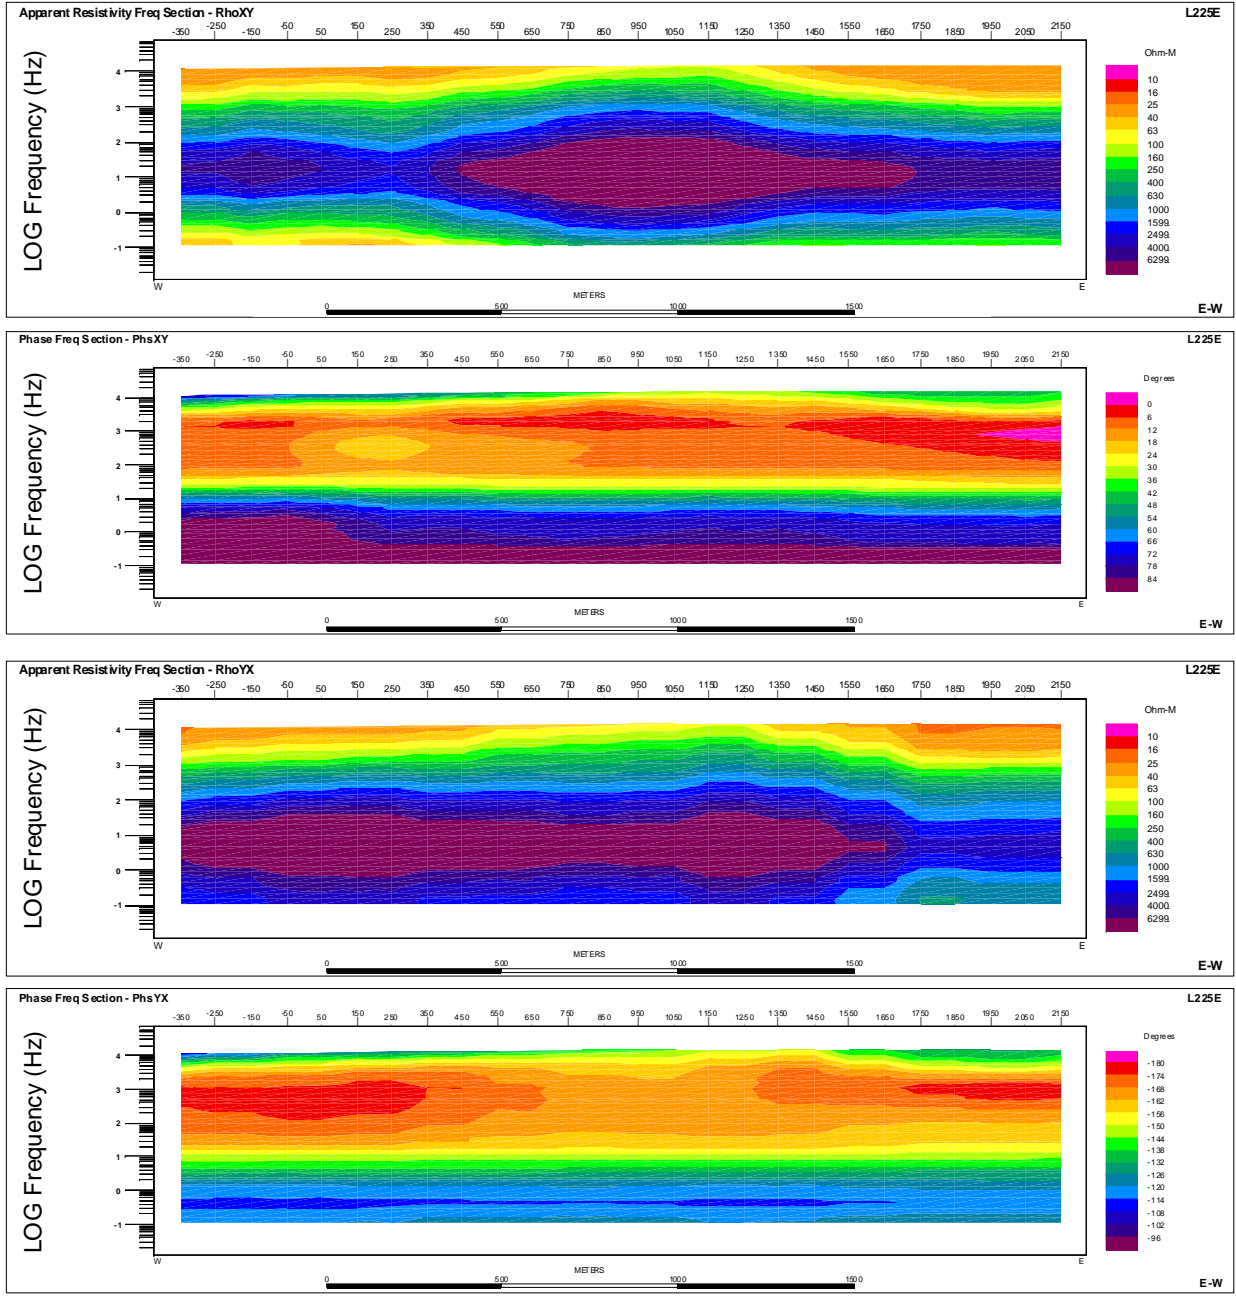 Apparent Resistivity Freq Section - RhoXY L225E
-350 -250 -150 -50 50 150 250 350 450 550 650 750 850 950 1050 1150 1250 1350 1450 1550 1650 1750 1850 1950 2050 2150
LOG Frequency (Hz)
4
3
2
1
0
-1
Ohm-M
10
16
25
40
63
100
160
250
400
630
1000
1599
2499
4000
6299
W E
METERS
0 500 1000 1500
E-W
Phase Freq Section - PhsXY L225E
-350 -250 -150 -50 50 150 250 350 450 550 650 750 850 950 1050 1150 1250 1350 1450 1550 1650 1750 1850 1950 2050 2150
LOG Frequency (Hz)
4
3
2
1
0
-1
Degrees
0
6
12
18
24
30
36
42
48
54
60
66
72
78
84
W E
METERS
0 500 1000 1500
E-W
Apparent Resistivity Freq Section - RhoYX L225E
-350 -250 -150 -50 50 150 250 350 450 550 650 750 850 950 1050 1150 1250 1350 1450 1550 1650 1750 1850 1950 2050 2150
LOG Frequency (Hz)
4
3
2
1
0
-1
Ohm-M
10
16
25
40
63
100
160
250
400
630
1000
1599
2499
4000
6299
W E
METERS
0 500 1000 1500
E-W
Phase Freq Section - PhsYX L225E
-350 -250 -150 -50 50 150 250 350 450 550 650 750 850 950 1050 1150 1250 1350 1450 1550 1650 1750 1850 1950 2050 2150
LOG Frequency (Hz)
4
3
2
1
0
-1
Degrees
-180
-174
-168
-162
-156
-150
-144
-138
-132
-126
-120
-114
-108
-102
-96
W E
METERS
0 500 1000 1500
E-W